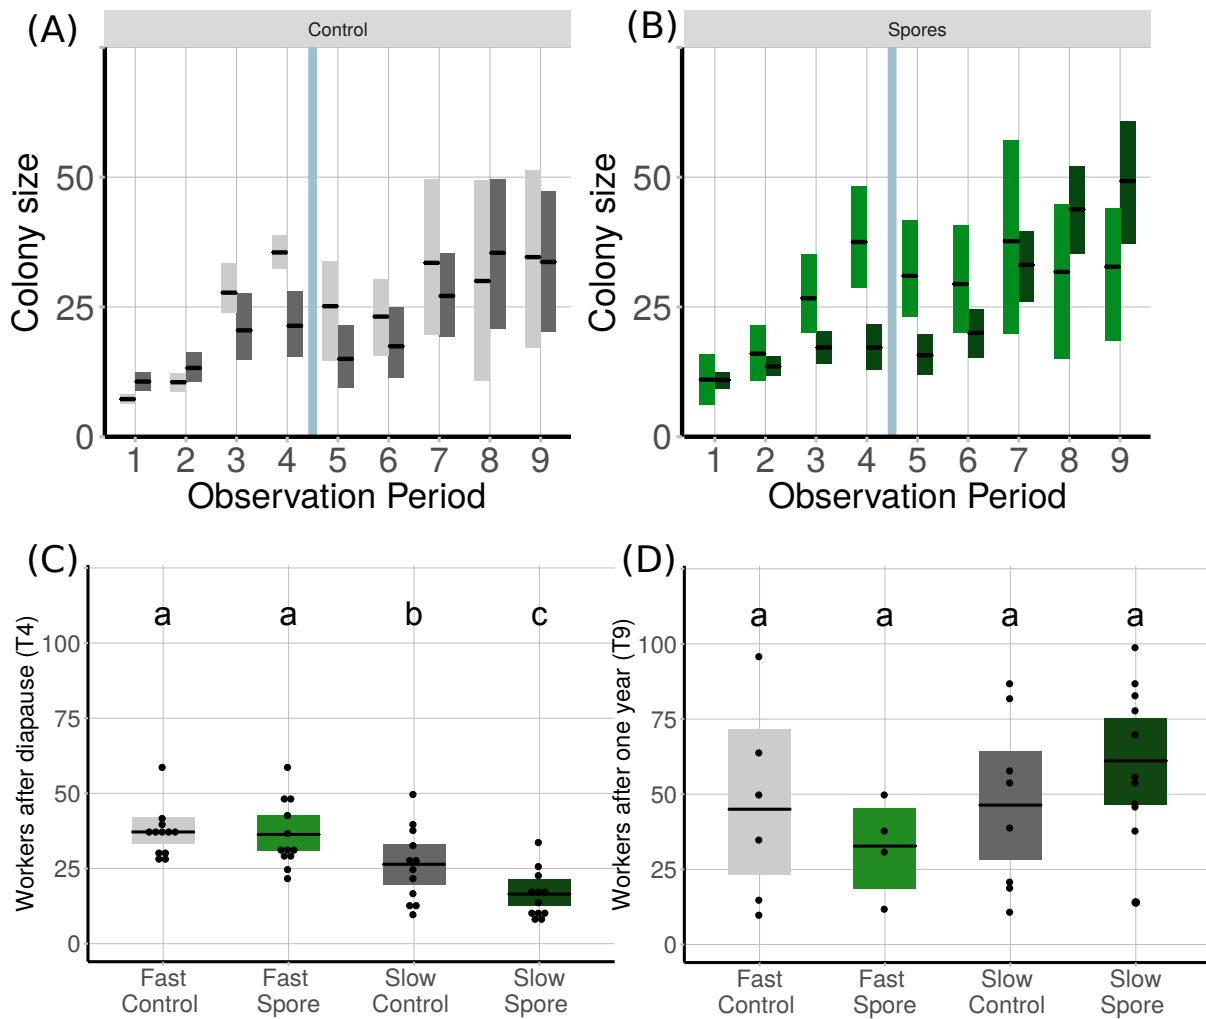 (A)
Control
Colony size
50
25
0
1 2 3 4 5 6 7 8 9
Observation Period
(B)
Spores
Colony size
50
25
0
1 2 3 4 5 6 7 8 9
Observation Period
(C)
Workers after diapause (T4)
a a b c
100
75
50
25
0
Fast Control
Fast Spore
Slow Control
Slow Spore
(D)
Workers after one year (T9)
a a a a
100
75
50
25
0
Fast Control
Fast Spore
Slow Control
Slow Spore